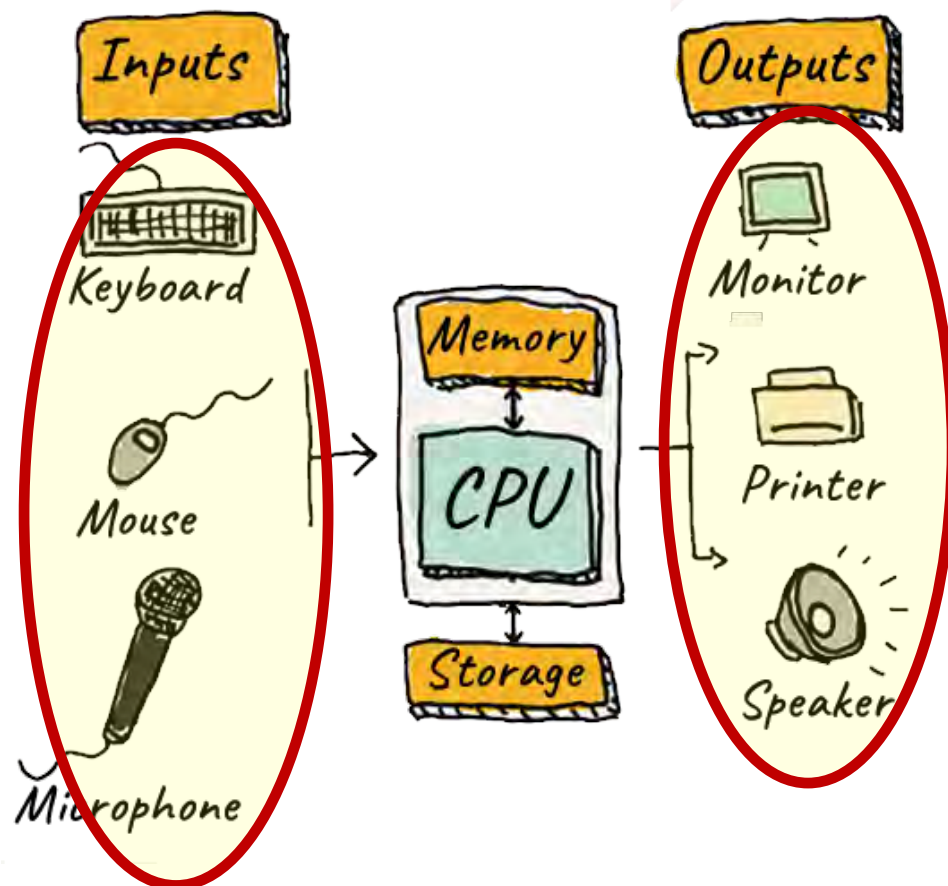 Inputs
Outputs
Keyboard
Monitor
Memory
CPU
Mouse
Printer
Storage
Speaker
Microphone